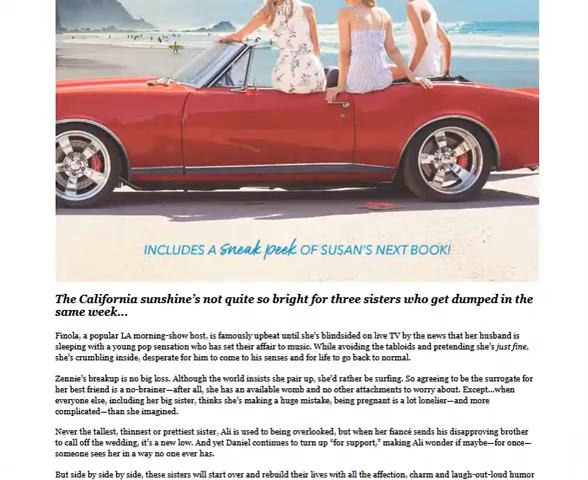 INCLUDES A sneak peek OF SUSAN'S NEXT BOOK!
The California sunshine's not quite so bright for three sisters who get dumped in the
same week...
Finola, a popular LA morning-show host, is famously upbeat until she's blindsided on live TV by the news that her husband is
sleeping with a young pop sensation who has set their affair to music. While avoiding the tabloids and pretending she's just fine,
she's crumbling inside, desperate for him to come to his senses and for life to go back to normal.
Zennie's breakup is no big loss. Although the world insists she pair up, she'd rather be surfing. So agreeing to be the surrogate for
her best friend is a no-brainer—after all, she has an available womb and no other attachments to worry about. Except...when
everyone else, including her big sister, thinks she's making a huge mistake, being pregnant is a lot lonelier—and more
complicated—than she imagined.
Never the tallest, thinnest or prettiest sister, Ali is used to being overlooked, but when her fiancé sends his disapproving brother
to call off the wedding, it's a new low. And yet Daniel continues to turn up "for support," making Ali wonder if maybe—for once—
someone sees her in a way no one ever has.
But side by side by side, these sisters will start over and rebuild their lives with all the affection, charm and laugh-out-loud humor